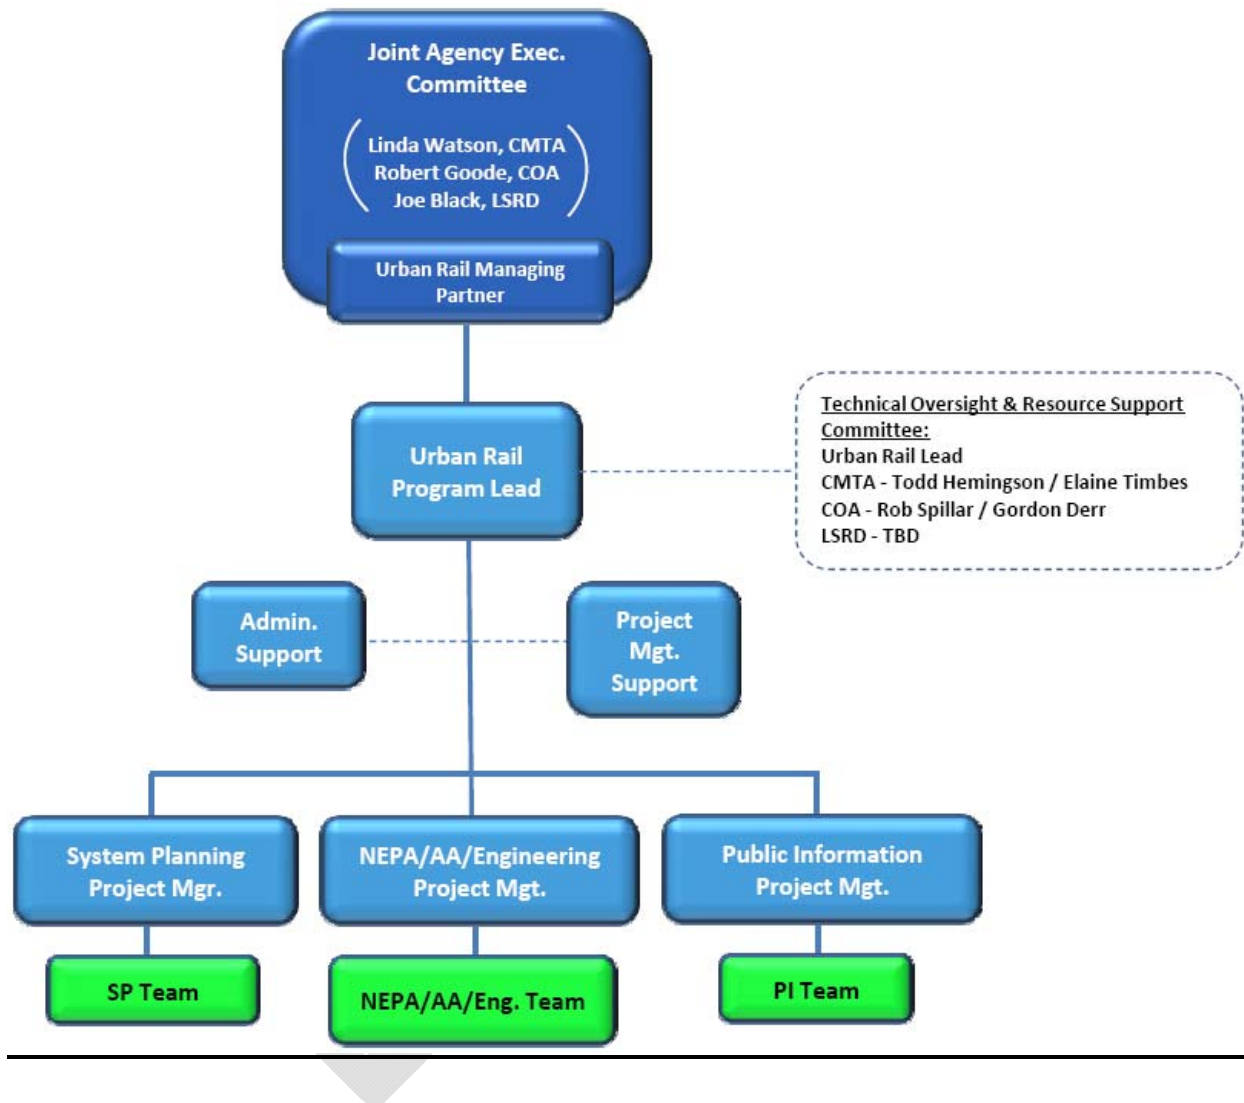 Joint Agency Exec.
Committee
Linda Watson, CMTA
Robert Goode, COA
Joe Black, LSRD
Urban Rail Managing
Partner
Urban Rail
Program Lead
Technical Oversight & Resource Support
Committee:
Urban Rail Lead
CMTA - Todd Hemingson / Elaine Timbes
COA - Rob Spillar / Gordon Derr
LSRD - TBD
Admin.
Support
Project
Mgt.
Support
System Planning
Project Mgr.
NEPA/AA/Engineering
Project Mgt.
Public Information
Project Mgt.
SP Team
NEPA/AA/Eng. Team
PI Team